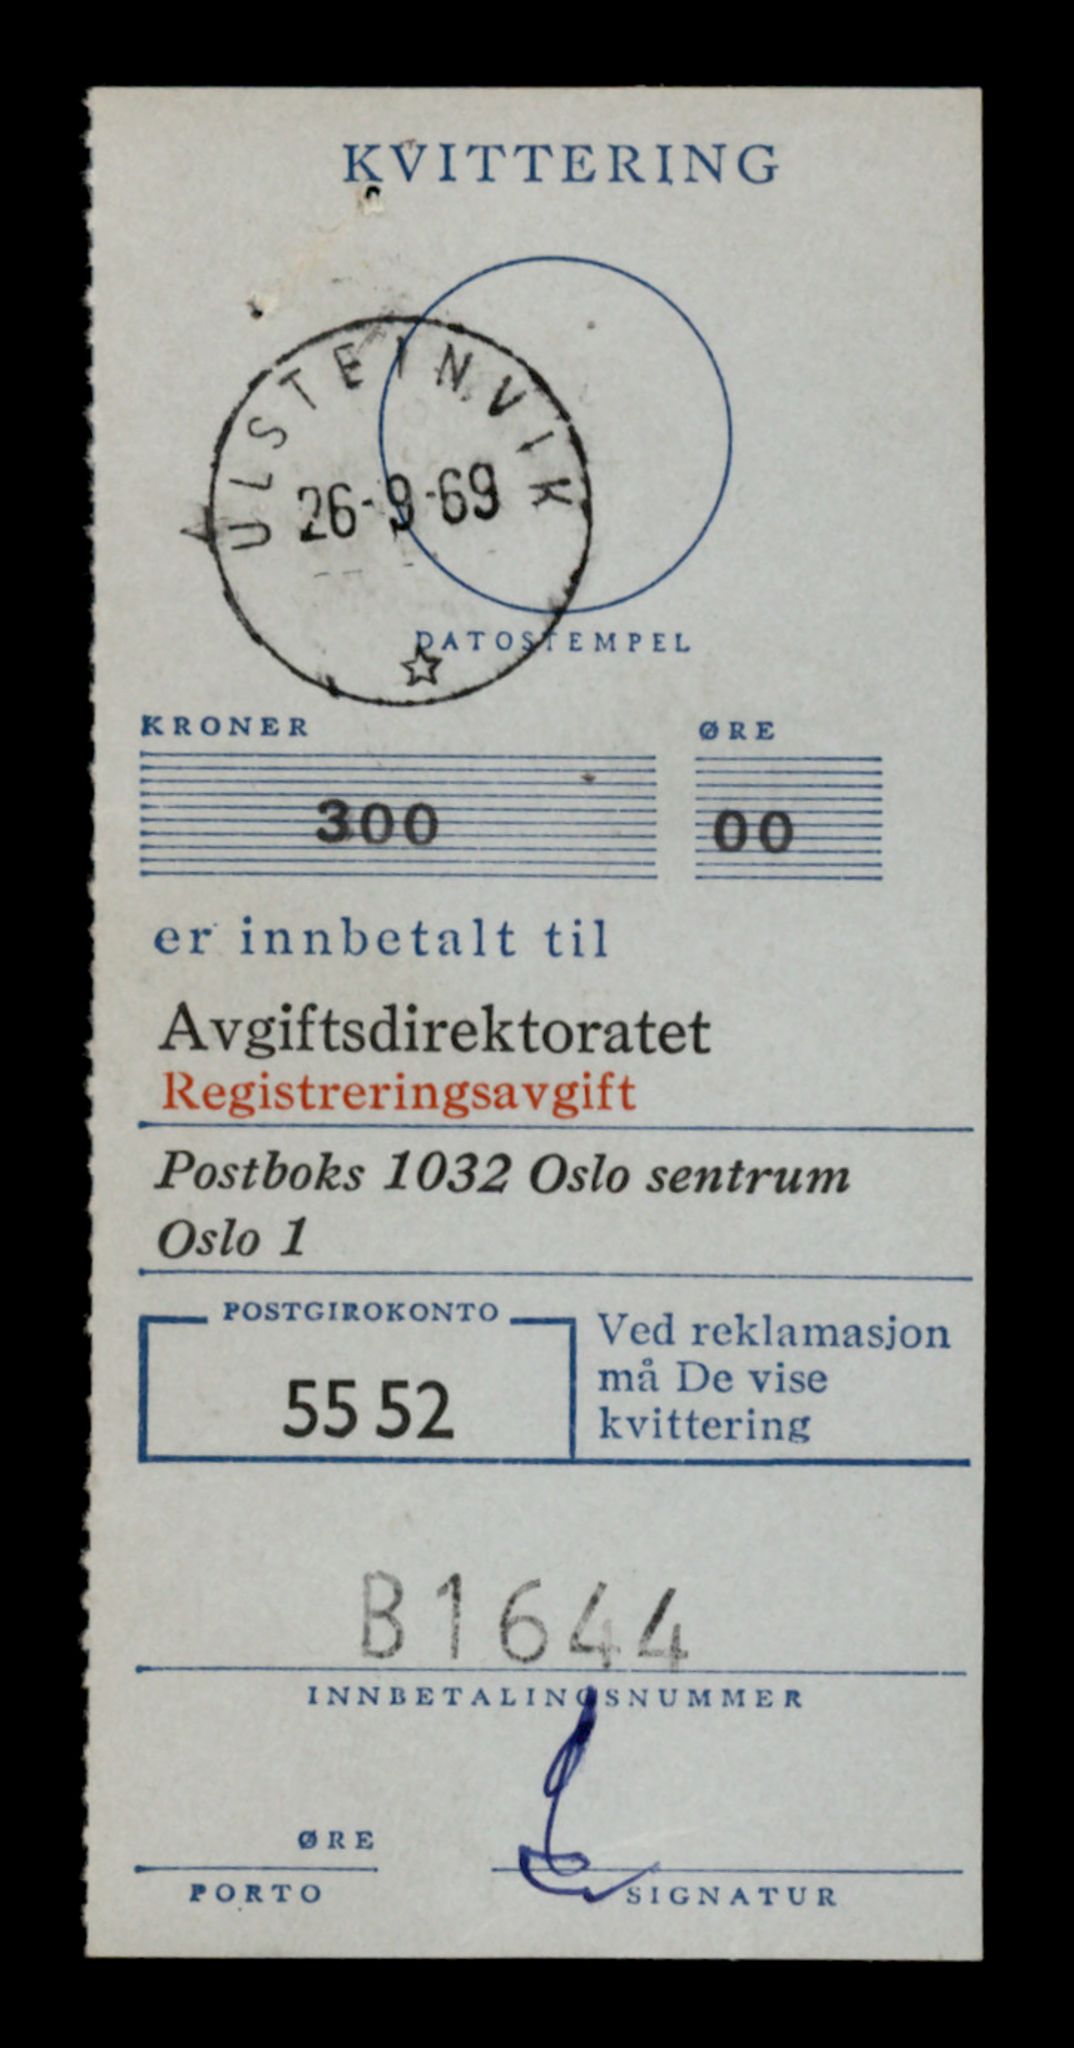 KVITTERING
ULSTEINVIK
26-9-69
DATOSTEMPEL
KRONER ØRE
300 00
er innbetalt til
Avgiftsdirektoratet
Registreringsavgift
Postboks 1032 Oslo sentrum
Oslo 1
POSTGIROKONTO
55 52
Ved reklamasjon
må De vise
kvittering
B1644
INNBETALINGSNUMMER
ØRE
PORTO SIGNATUR